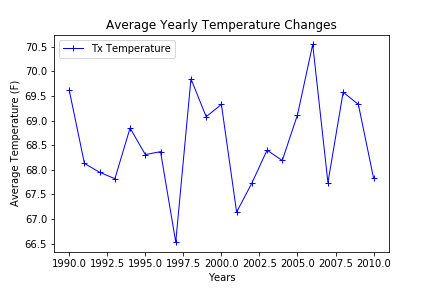 Average Yearly Temperature Changes
Tx Temperature
Average Temperature (F)
70.5
70.0
69.5
69.0
68.5
68.0
67.5
67.0
66.5
1990.0 1992.5 1995.0 1997.5 2000.0 2002.5 2005.0 2007.5 2010.0
Years